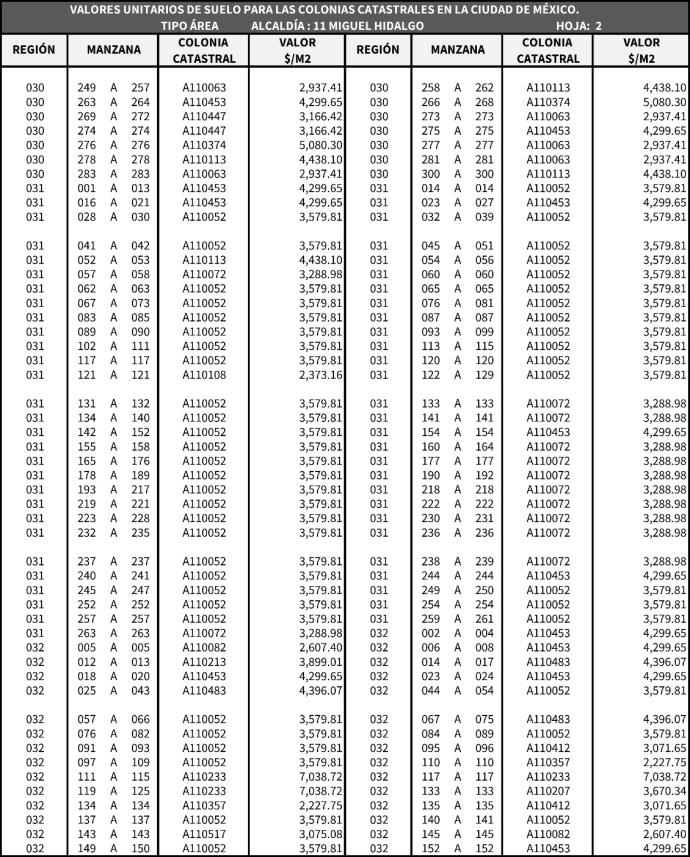 VALORES UNITARIOS DE SUELO PARA LAS COLONIAS CATASTRALES EN LA CIUDAD DE MÉXICO.
TIPO ÁREA ALCALDÍA : 11 MIGUEL HIDALGO HOJA: 2
REGIÓN MANZANA COLONIA CATASTRAL VALOR $/M2 REGIÓN MANZANA COLONIA CATASTRAL VALOR $/M2
030 249 A 257 A110063 2,937.41 030 258 A 262 A110113 4,438.10
030 263 A 264 A110453 4,299.65 030 266 A 268 A110374 5,080.30
030 269 A 272 A110447 3,166.42 030 273 A 273 A110063 2,937.41
030 274 A 274 A110447 3,166.42 030 275 A 275 A110453 4,299.65
030 276 A 276 A110374 5,080.30 030 277 A 277 A110063 2,937.41
030 278 A 278 A110113 4,438.10 030 281 A 281 A110063 2,937.41
030 283 A 283 A110063 2,937.41 030 300 A 300 A110113 4,438.10
031 001 A 013 A110453 4,299.65 031 014 A 014 A110052 3,579.81
031 016 A 021 A110453 4,299.65 031 023 A 027 A110453 4,299.65
031 028 A 030 A110052 3,579.81 031 032 A 039 A110052 3,579.81
031 041 A 042 A110052 3,579.81 031 045 A 051 A110052 3,579.81
031 052 A 053 A110113 4,438.10 031 054 A 056 A110052 3,579.81
031 057 A 058 A110072 3,288.98 031 060 A 060 A110052 3,579.81
031 062 A 063 A110052 3,579.81 031 065 A 065 A110052 3,579.81
031 067 A 073 A110052 3,579.81 031 076 A 081 A110052 3,579.81
031 083 A 085 A110052 3,579.81 031 087 A 087 A110052 3,579.81
031 089 A 090 A110052 3,579.81 031 093 A 099 A110052 3,579.81
031 102 A 111 A110052 3,579.81 031 113 A 115 A110052 3,579.81
031 117 A 117 A110052 3,579.81 031 120 A 120 A110052 3,579.81
031 121 A 121 A110108 2,373.16 031 122 A 129 A110052 3,579.81
031 131 A 132 A110052 3,579.81 031 133 A 133 A110072 3,288.98
031 134 A 140 A110052 3,579.81 031 141 A 141 A110072 3,288.98
031 142 A 152 A110052 3,579.81 031 154 A 154 A110453 4,299.65
031 155 A 158 A110052 3,579.81 031 160 A 164 A110072 3,288.98
031 165 A 176 A110052 3,579.81 031 177 A 177 A110072 3,288.98
031 178 A 189 A110052 3,579.81 031 190 A 192 A110072 3,288.98
031 193 A 217 A110052 3,579.81 031 218 A 218 A110072 3,288.98
031 219 A 221 A110052 3,579.81 031 222 A 222 A110072 3,288.98
031 223 A 228 A110052 3,579.81 031 230 A 231 A110072 3,288.98
031 232 A 235 A110052 3,579.81 031 236 A 236 A110072 3,288.98
031 237 A 237 A110052 3,579.81 031 238 A 239 A110072 3,288.98
031 240 A 241 A110052 3,579.81 031 244 A 244 A110453 4,299.65
031 245 A 247 A110052 3,579.81 031 249 A 250 A110052 3,579.81
031 252 A 252 A110052 3,579.81 031 254 A 254 A110052 3,579.81
031 257 A 257 A110052 3,579.81 031 259 A 261 A110052 3,579.81
031 263 A 263 A110072 3,288.98 032 002 A 004 A110453 4,299.65
032 005 A 005 A110082 2,607.40 032 006 A 008 A110453 4,299.65
032 012 A 013 A110213 3,899.01 032 014 A 017 A110483 4,396.07
032 018 A 020 A110453 4,299.65 032 023 A 024 A110453 4,299.65
032 025 A 043 A110483 4,396.07 032 044 A 054 A110052 3,579.81
032 057 A 066 A110052 3,579.81 032 067 A 075 A110483 4,396.07
032 076 A 082 A110052 3,579.81 032 084 A 089 A110052 3,579.81
032 091 A 093 A110052 3,579.81 032 095 A 096 A110412 3,071.65
032 097 A 109 A110052 3,579.81 032 110 A 110 A110357 2,227.75
032 111 A 115 A110233 7,038.72 032 117 A 117 A110233 7,038.72
032 119 A 125 A110233 7,038.72 032 133 A 133 A110207 3,670.34
032 134 A 134 A110357 2,227.75 032 135 A 135 A110412 3,071.65
032 137 A 137 A110052 3,579.81 032 140 A 141 A110052 3,579.81
032 143 A 143 A110517 3,075.08 032 145 A 145 A110082 2,607.40
032 149 A 150 A110052 3,579.81 032 152 A 152 A110453 4,299.65